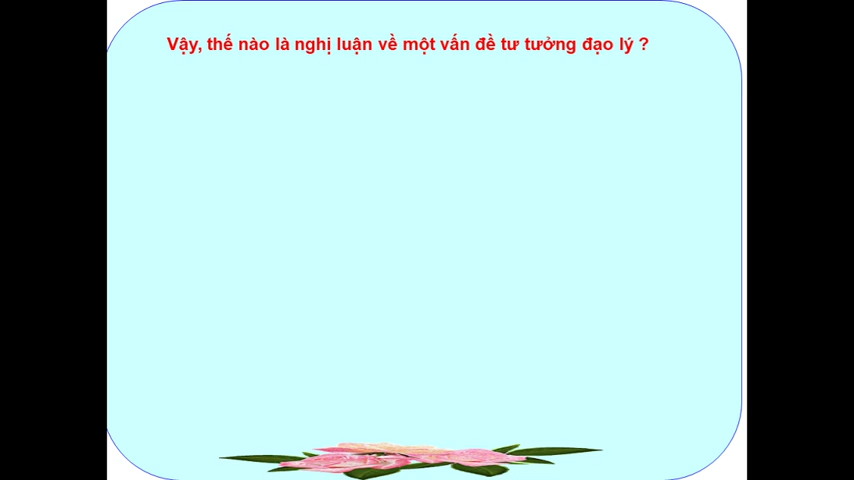 Vậy, thế nào là nghị luận về một vấn đề tư tưởng đạo lý ?